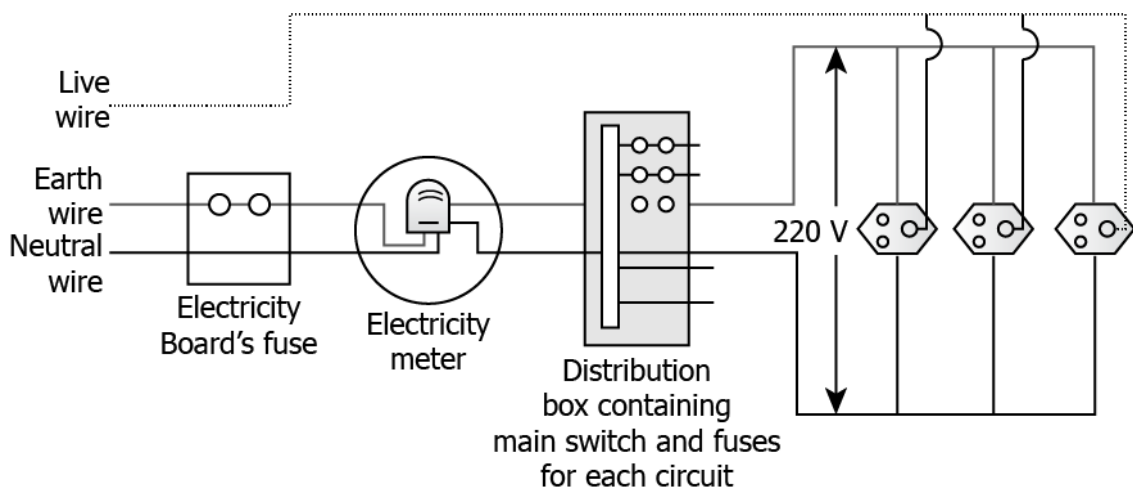 Live
wire
Earth
wire
Neutral
wire
Electricity
Board's fuse
Electricity
meter
Distribution
box containing
main switch and fuses
for each circuit
220 V